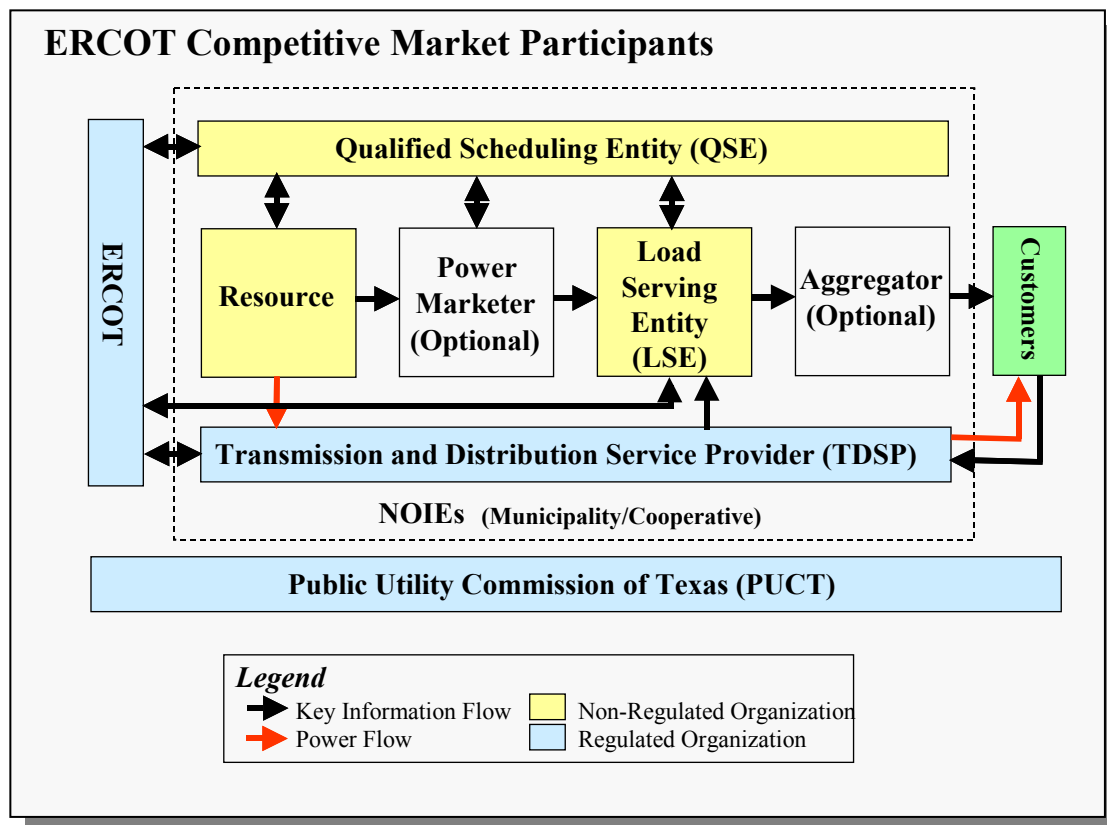 ERCOT Competitive Market Participants
ERCOT
Qualified Scheduling Entity (QSE)
Resource
Power
Marketer
(Optional)
Load
Serving
Entity
(LSE)
Aggregator
(Optional)
Customers
Transmission and Distribution Service Provider (TDSP)
NOIEs (Municipality/Cooperative)
Public Utility Commission of Texas (PUCT)
Legend
Key Information Flow
Non-Regulated Organization
Power Flow
Regulated Organization